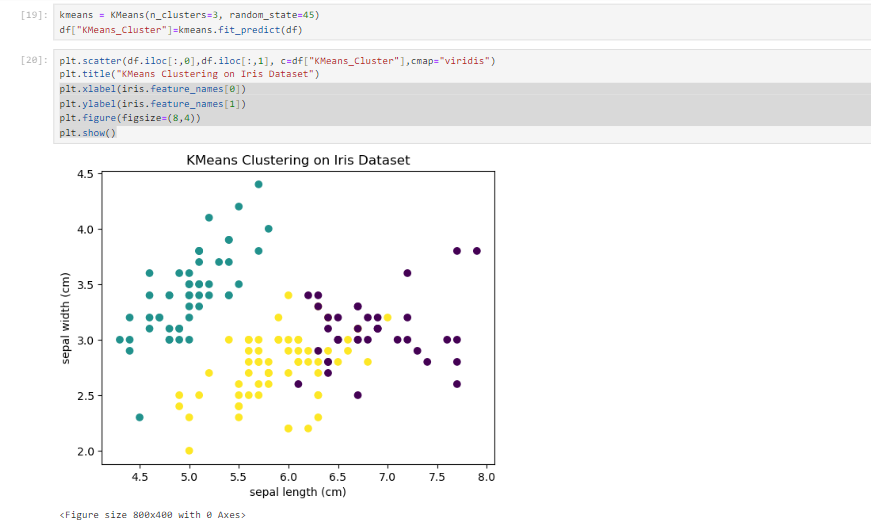 [19]: kmeans = KMeans(n_clusters=3, random_state=45)
df["KMeans_Cluster"]=kmeans.fit_predict(df)
[20]: plt.scatter(df.iloc[:,0],df.iloc[:,1], c=df["KMeans_Cluster"],cmap="viridis")
plt.title("KMeans Clustering on Iris Dataset")
plt.xlabel(iris.feature_names[0])
plt.ylabel(iris.feature_names[1])
plt.figure(figsize=(8,4))
plt.show()
KMeans Clustering on Iris Dataset
4.5
4.0
3.5
3.0
2.5
2.0
sepal width (cm)
4.5 5.0 5.5 6.0 6.5 7.0 7.5 8.0
sepal length (cm)
<Figure size 800x400 with 0 Axes>